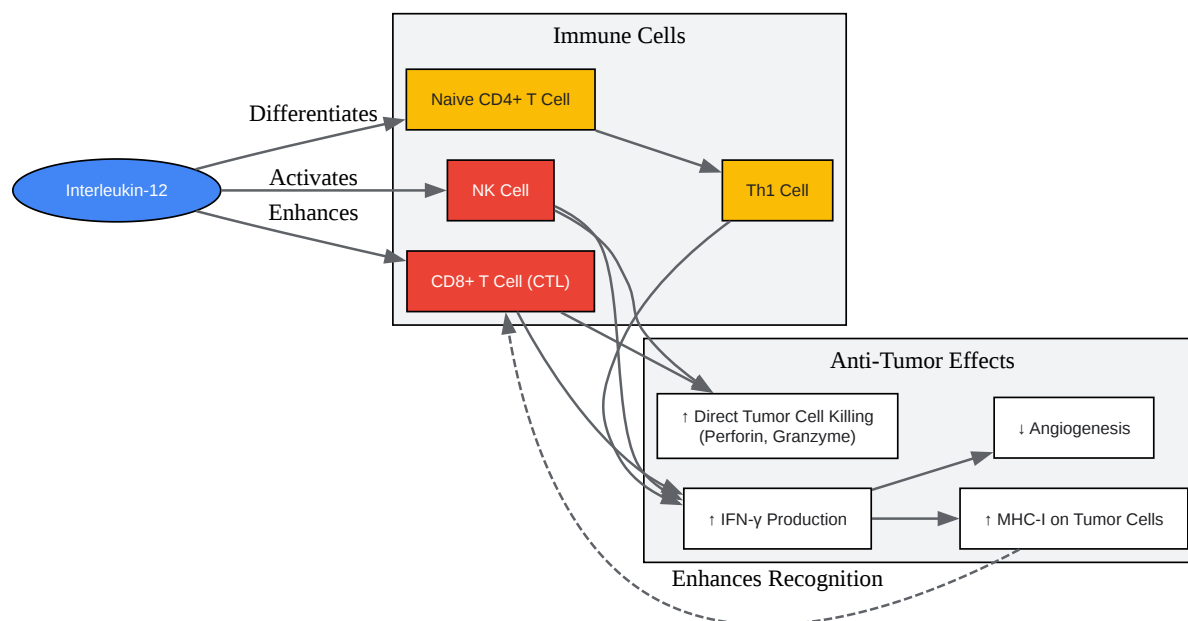 Immune Cells
Naive CD4+ T Cell
Differentiates
Interleukin-12
Activates
NK Cell
Th1 Cell
Enhances
CD8+ T Cell (CTL)
Anti-Tumor Effects
↑ Direct Tumor Cell Killing
(Perforin, Granzyme)
↓ Angiogenesis
↑ IFN-γ Production
↑ MHC-I on Tumor Cells
Enhances Recognition